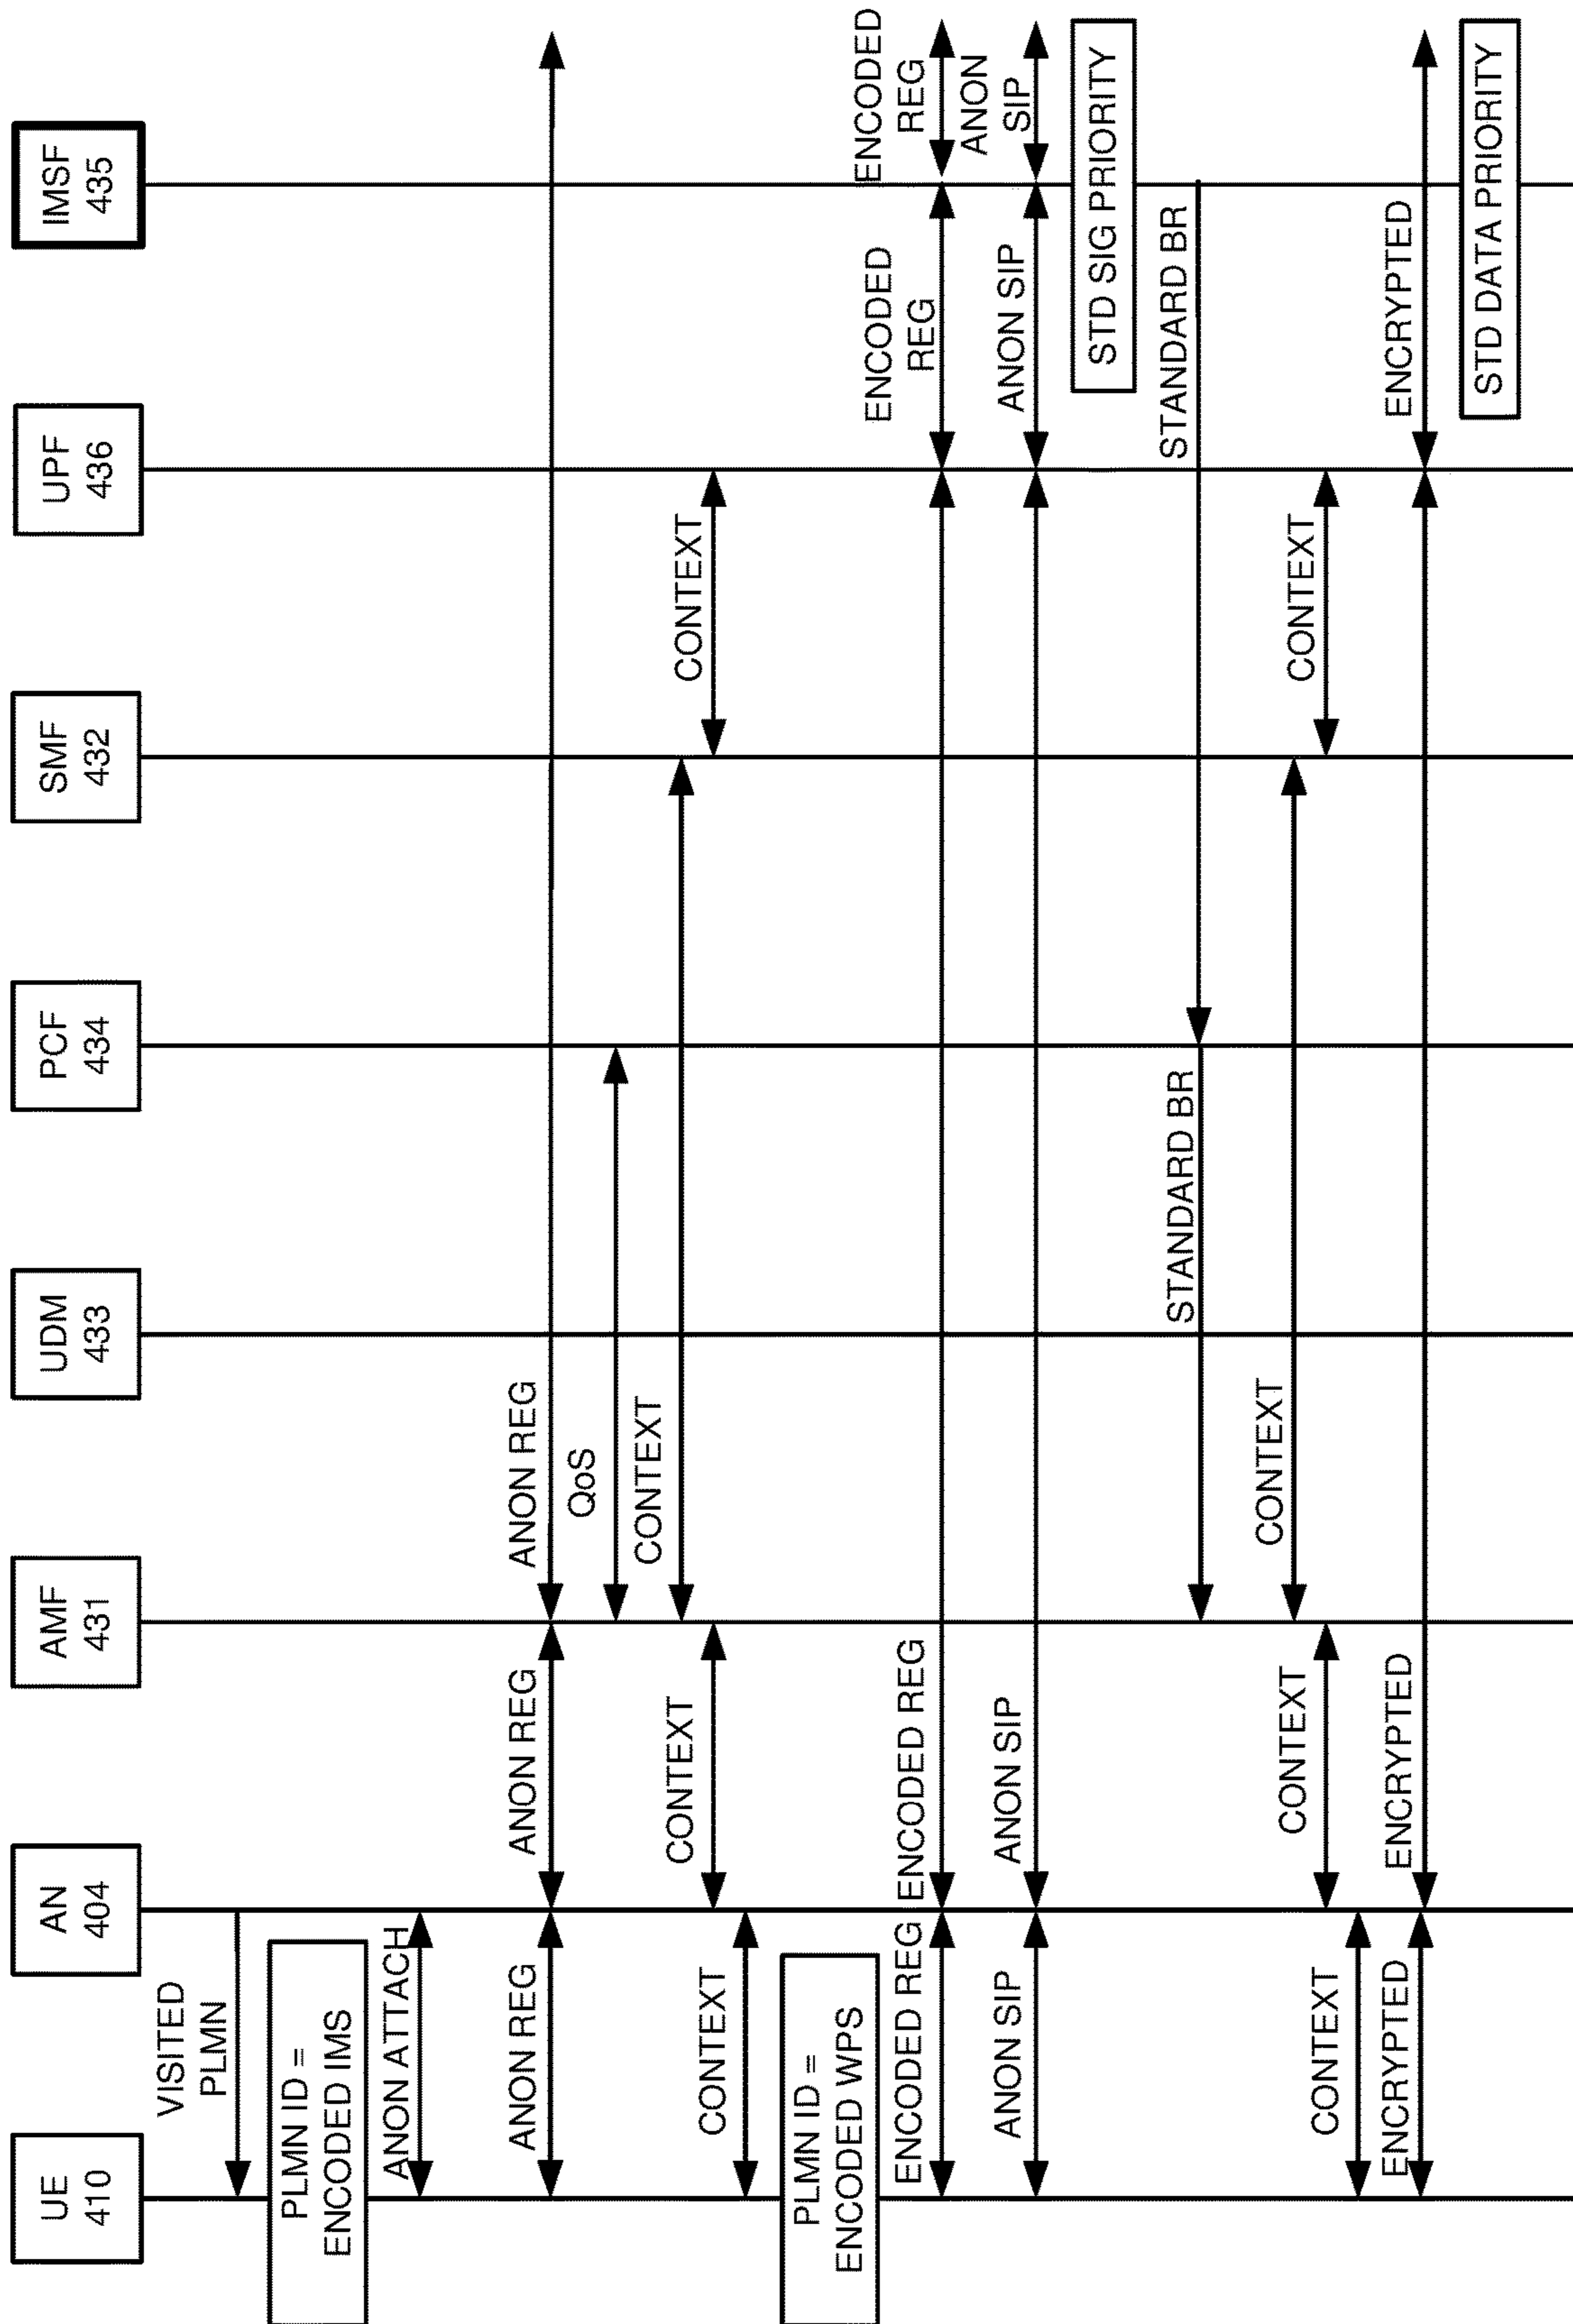 UE
410
AN
404
AMF
431
UDM
433
PCF
434
SMF
432
UPF
436
IMSF
435
VISITED
PLMN
PLMN ID =
ENCODED IMS
ANON ATTACH
ANON REG
ANON REG
ANON REG
QoS
CONTEXT
CONTEXT
CONTEXT
CONTEXT
PLMN ID =
ENCODED WPS
ENCODED REG
ENCODED REG
ENCODED
REG
ENCODED
REG
ANON SIP
ANON SIP
ANON SIP
ANON
SIP
STD SIG PRIORITY
STANDARD BR
STANDARD BR
CONTEXT
CONTEXT
CONTEXT
CONTEXT
ENCRYPTED
ENCRYPTED
ENCRYPTED
STD DATA PRIORITY